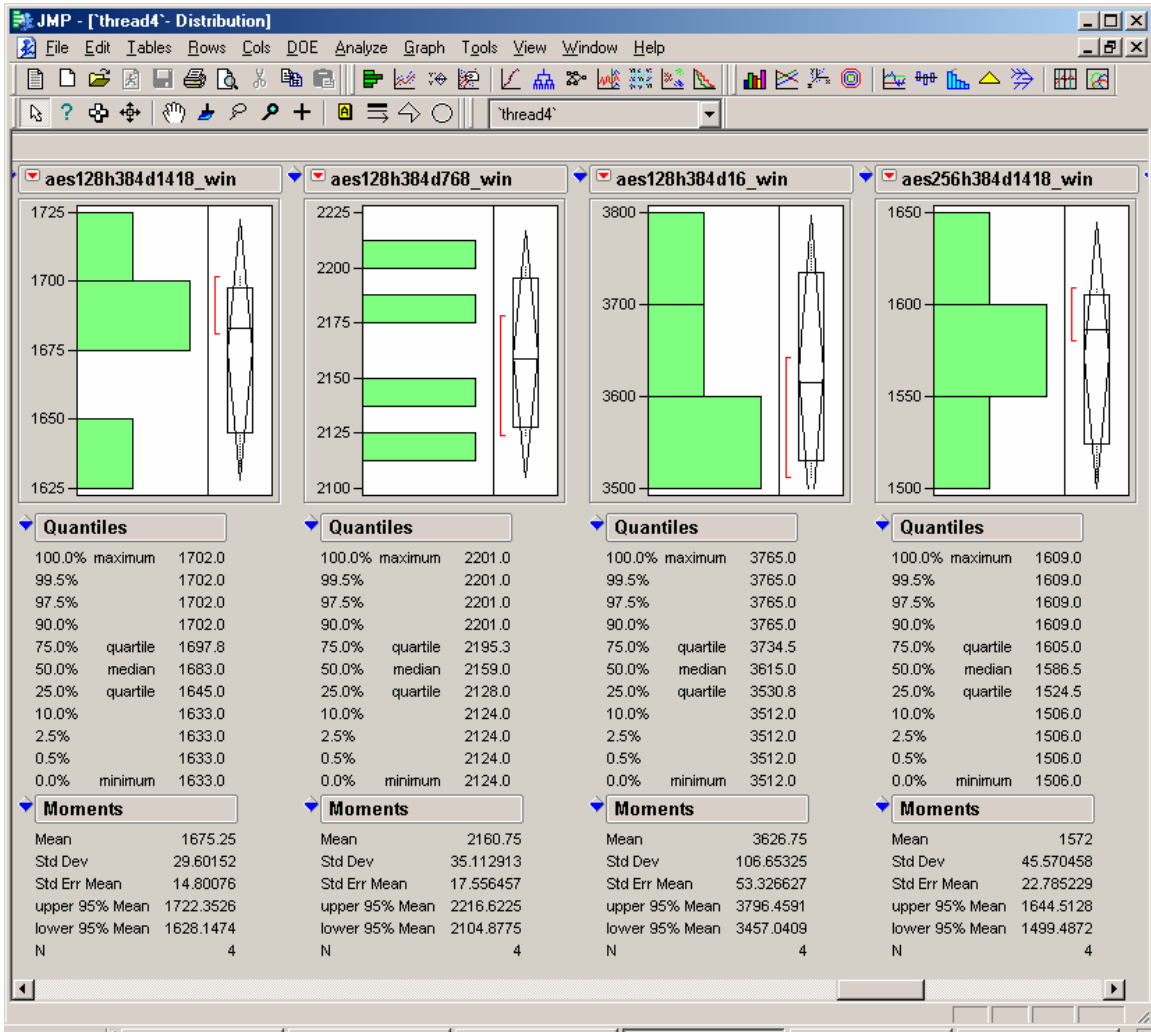 JMP - [`thread4`- Distribution]
File Edit Tables Rows Cols DOE Analyze Graph Tools View Window Help
`thread4`
aes128h384d1418_win
1725
1700
1675
1650
1625
Quantiles
100.0% maximum 1702.0
99.5% 1702.0
97.5% 1702.0
90.0% 1702.0
75.0% quartile 1697.8
50.0% median 1683.0
25.0% quartile 1645.0
10.0% 1633.0
2.5% 1633.0
0.5% 1633.0
0.0% minimum 1633.0
Moments
Mean 1675.25
Std Dev 29.60152
Std Err Mean 14.80076
upper 95% Mean 1722.3526
lower 95% Mean 1628.1474
N 4
aes128h384d768_win
2225
2200
2175
2150
2125
2100
Quantiles
100.0% maximum 2201.0
99.5% 2201.0
97.5% 2201.0
90.0% 2201.0
75.0% quartile 2195.3
50.0% median 2159.0
25.0% quartile 2128.0
10.0% 2124.0
2.5% 2124.0
0.5% 2124.0
0.0% minimum 2124.0
Moments
Mean 2160.75
Std Dev 35.112913
Std Err Mean 17.556457
upper 95% Mean 2216.6225
lower 95% Mean 2104.8775
N 4
aes128h384d16_win
3800
3700
3600
3500
Quantiles
100.0% maximum 3765.0
99.5% 3765.0
97.5% 3765.0
90.0% 3765.0
75.0% quartile 3734.5
50.0% median 3615.0
25.0% quartile 3530.8
10.0% 3512.0
2.5% 3512.0
0.5% 3512.0
0.0% minimum 3512.0
Moments
Mean 3626.75
Std Dev 106.65325
Std Err Mean 53.326627
upper 95% Mean 3796.4591
lower 95% Mean 3457.0409
N 4
aes256h384d1418_win
1650
1600
1550
1500
Quantiles
100.0% maximum 1609.0
99.5% 1609.0
97.5% 1609.0
90.0% 1609.0
75.0% quartile 1605.0
50.0% median 1586.5
25.0% quartile 1524.5
10.0% 1506.0
2.5% 1506.0
0.5% 1506.0
0.0% minimum 1506.0
Moments
Mean 1572
Std Dev 45.570458
Std Err Mean 22.785229
upper 95% Mean 1644.5128
lower 95% Mean 1499.4872
N 4